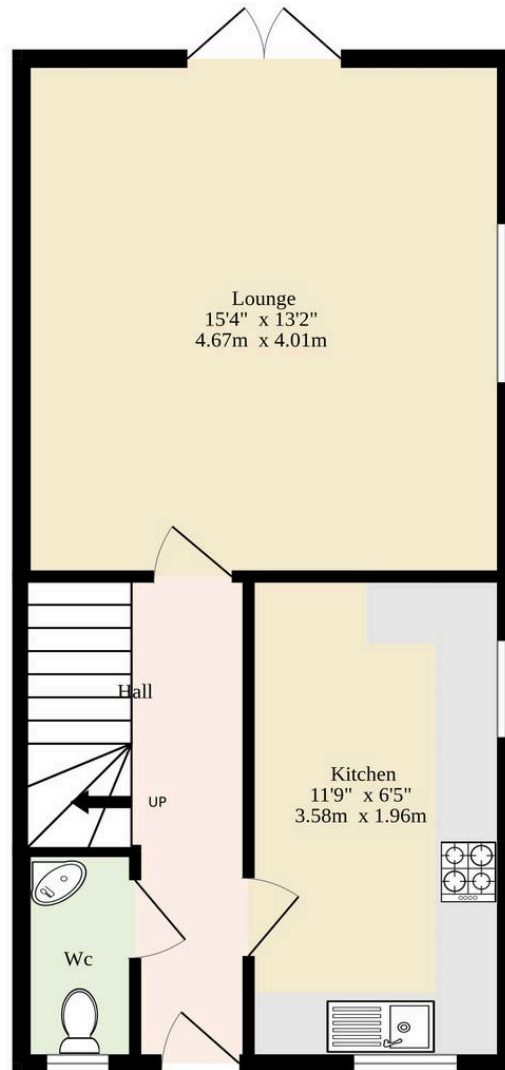 Lounge
15'4" x 13'2"
4.67m x 4.01m
Hall
UP
Kitchen
11'9" x 6'5"
3.58m x 1.96m
Wc